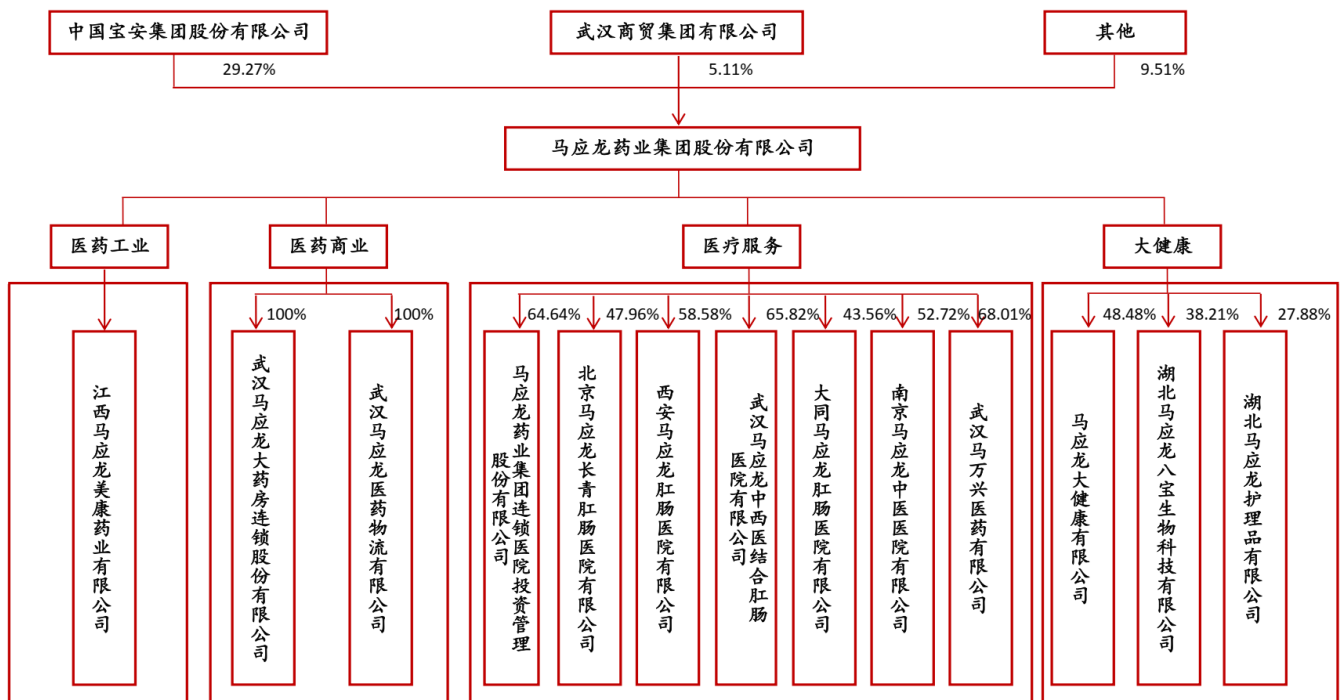 中国宝安集团股份有限公司
武汉商贸集团有限公司
其他
29.27%
5.11%
9.51%
马应龙药业集团股份有限公司
医药工业
医药商业
医疗服务
大健康
100%
100%
64.64%
47.96%
58.58%
65.82%
43.56%
52.72%
68.01%
48.48%
38.21%
27.88%
江西马应龙美康药业有限公司
武汉马应龙大药房连锁股份有限公司
武汉马应龙医药物流有限公司
马应龙药业集团连锁医院投资管理
股份有限公司
北京马应龙长青肛肠医院有限公司
西安马应龙肛肠医院有限公司
武汉马应龙中西医结合肛肠
医院有限公司
大同马应龙肛肠医院有限公司
南京马应龙中医医院有限公司
武汉马万兴医药有限公司
马应龙大健康有限公司
湖北马应龙八宝生物科技有限公司
湖北马应龙护理品有限公司